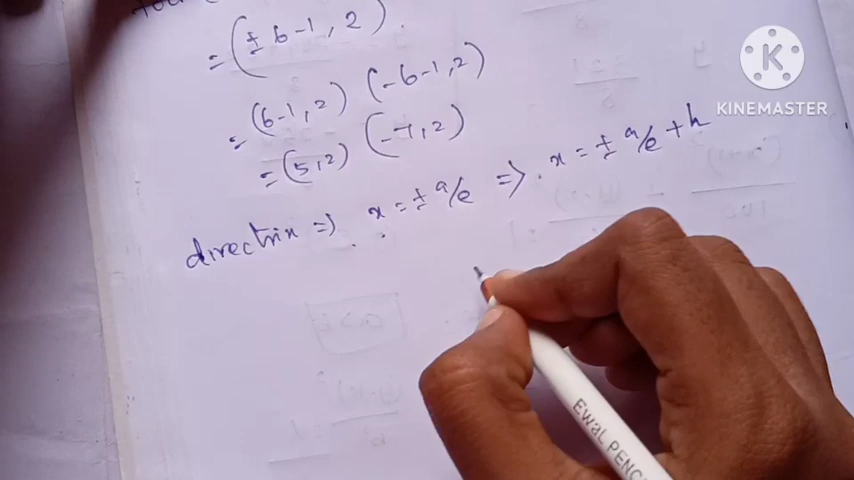 = (± 6-1, 2).
= (6-1, 2) (-6-1, 2)
= (5, 2) (-7, 2)
directrix => x = ± a/e => x = ± a/e + h
K
KINEMASTER
Ewal PENC